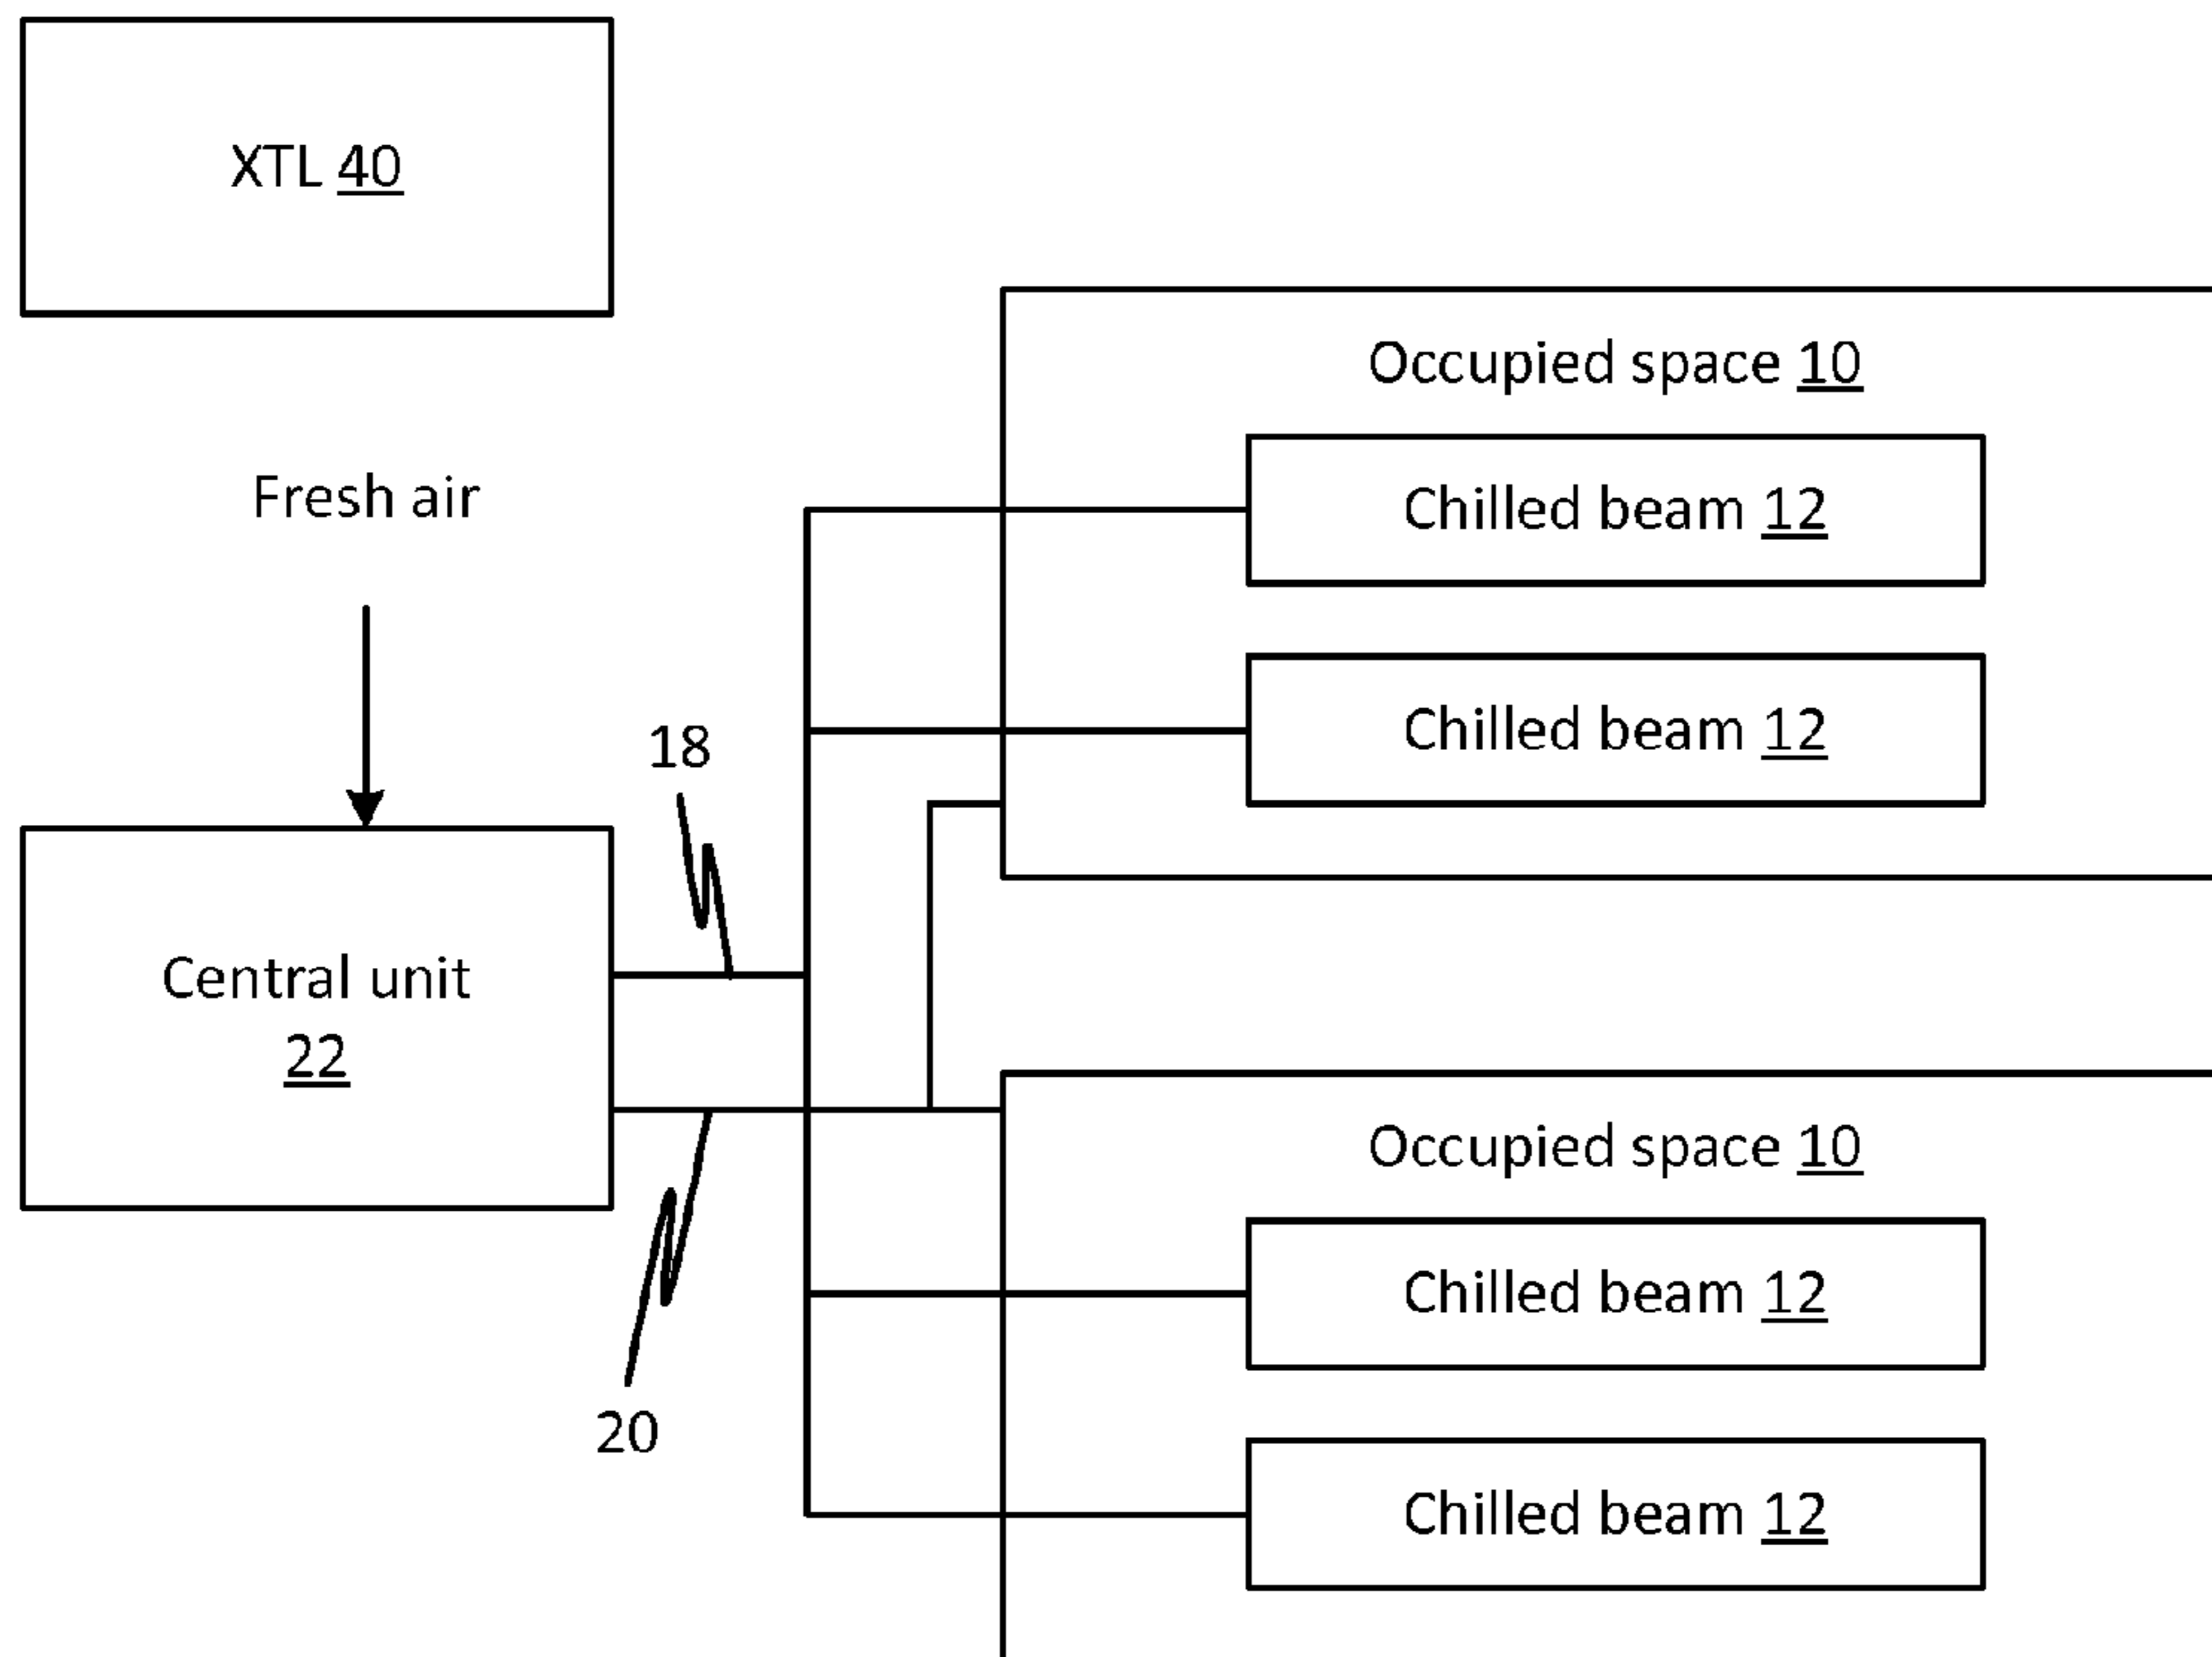 XTL 40
Occupied space 10
Chilled beam 12
Fresh air
Chilled beam 12
18
Central unit
22
Occupied space 10
Chilled beam 12
20
Chilled beam 12